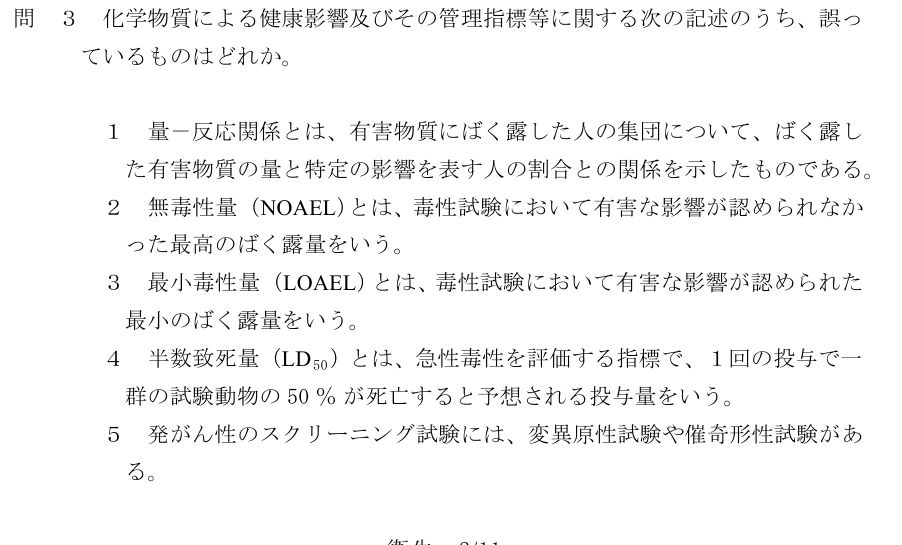 問　３　化学物質による健康影響及びその管理指標等に関する次の記述のうち、誤っ
ているものはどれか。
１　量－反応関係とは、有害物質にばく露した人の集団について、ばく露し
た有害物質の量と特定の影響を表す人の割合との関係を示したものである。
２　無毒性量（NOAEL）とは、毒性試験において有害な影響が認められなか
った最高のばく露量をいう。
３　最小毒性量（LOAEL）とは、毒性試験において有害な影響が認められた
最小のばく露量をいう。
４　半数致死量（LD₅₀）とは、急性毒性を評価する指標で、１回の投与で一
群の試験動物の 50 ％ が死亡すると予想される投与量をいう。
５　発がん性のスクリーニング試験には、変異原性試験や催奇形性試験があ
る。